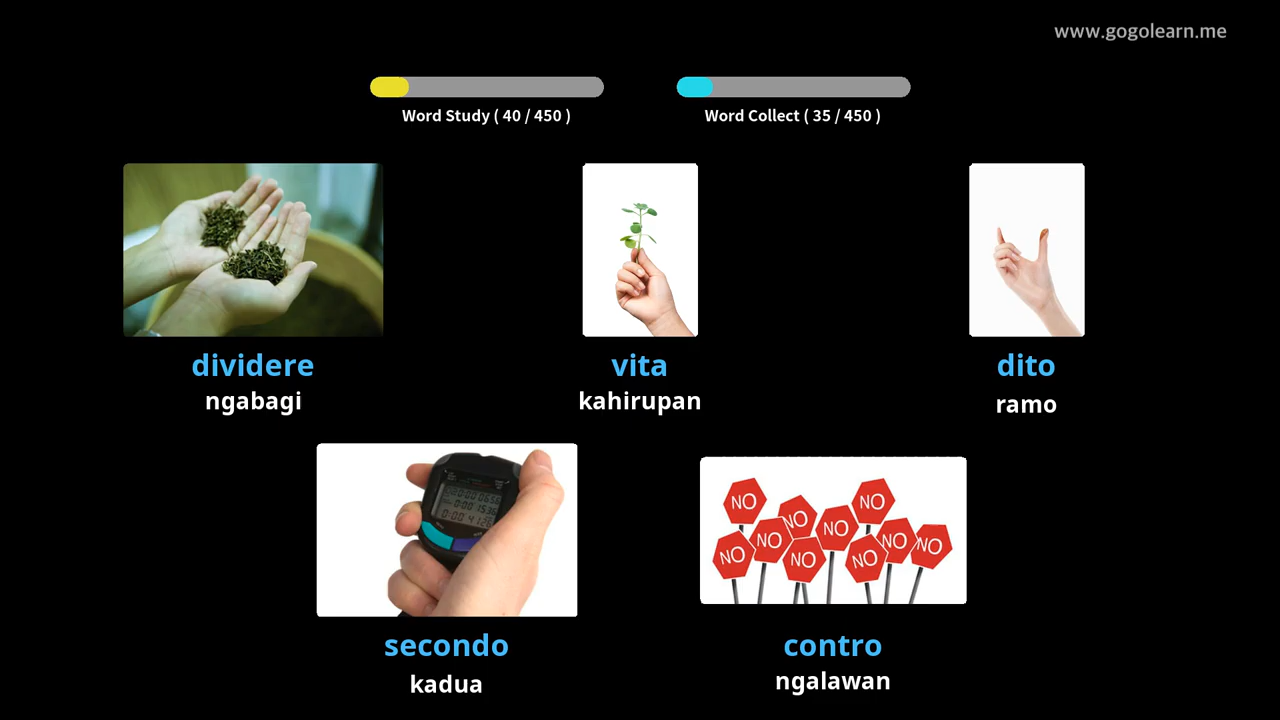 www.gogolearn.me
Word Study ( 40 / 450 )
Word Collect ( 35 / 450 )
dividere
ngabagi
vita
kahirupan
dito
ramo
NO
NO
NO
NO
NO
NO
NO
NO
NO
NO
secondo
kadua
contro
ngalawan